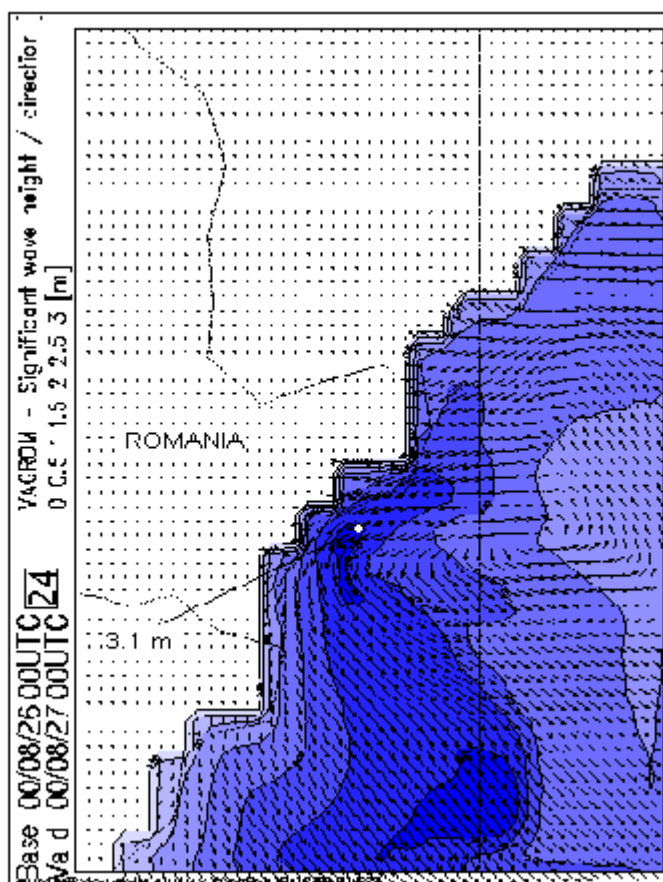 Base 00/08/26 00UTC VAGROM - Significant wave height / direction
Valid 00/08/27 00UTC 24 0 0.5 1 1.5 2 2.5 3 [m]
ROMANIA
3.1 m